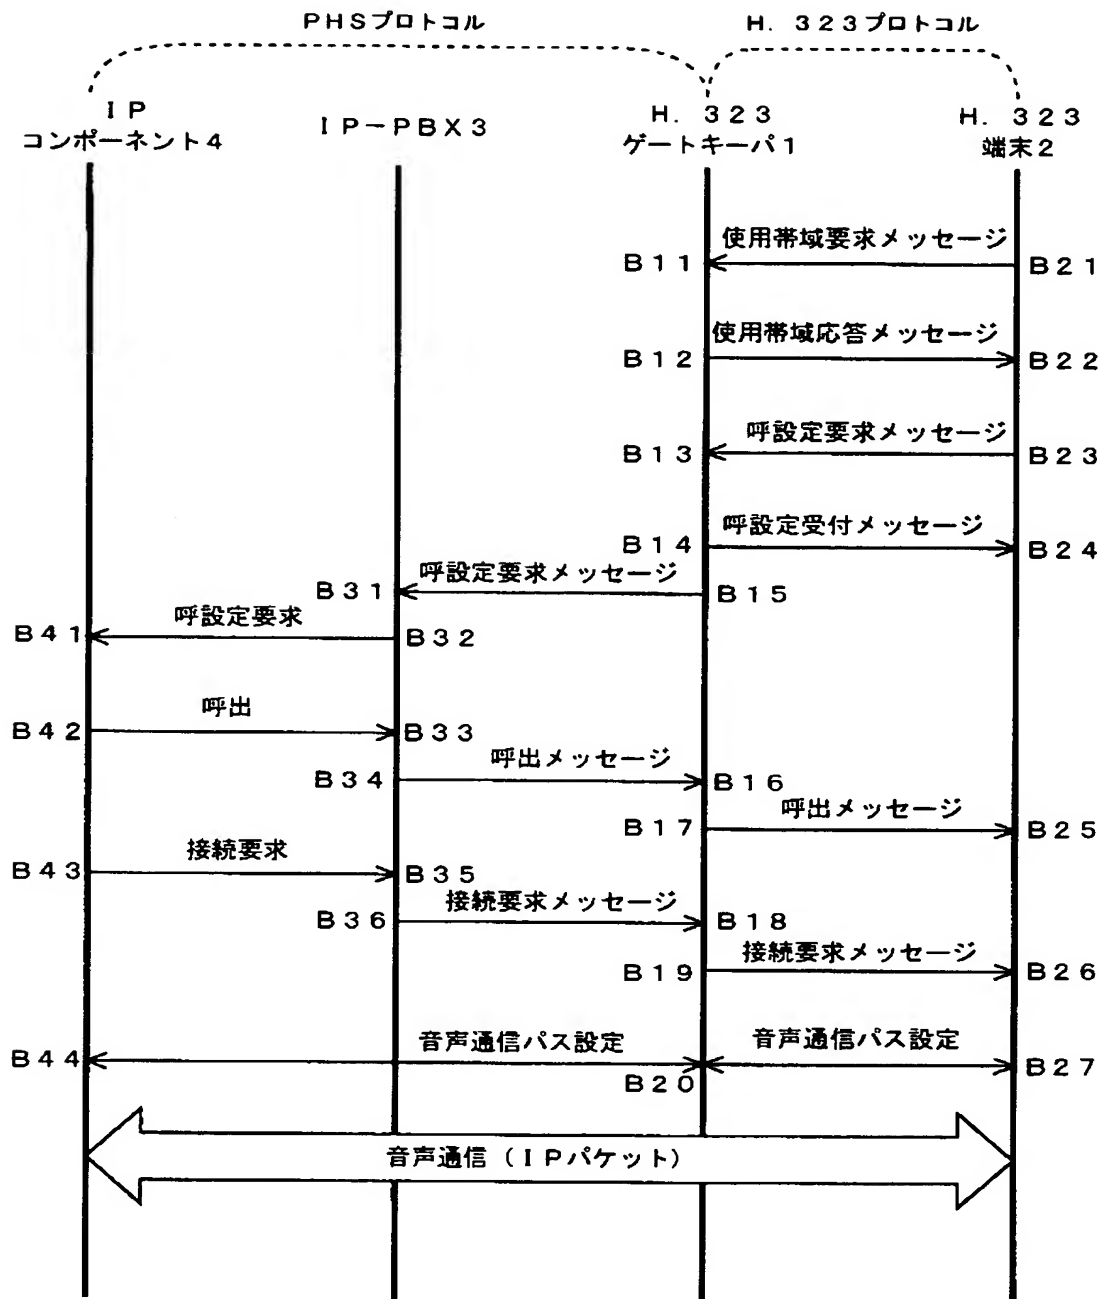 PHSプロトコル
H.323プロトコル
IP
コンポーネント4
IP-PBX3
H.323
ゲートキーパ1
H.323
端末2
使用帯域要求メッセージ
B11
B21
使用帯域応答メッセージ
B12
B22
呼設定要求メッセージ
B13
B23
呼設定受付メッセージ
B14
B24
呼設定要求メッセージ
B31
B15
呼設定要求
B41
B32
呼出
B42
B33
呼出メッセージ
B34
B16
呼出メッセージ
B17
B25
接続要求
B43
B35
接続要求メッセージ
B36
B18
接続要求メッセージ
B19
B26
音声通信パス設定
音声通信パス設定
B44
B20
B27
音声通信(IPパケット)